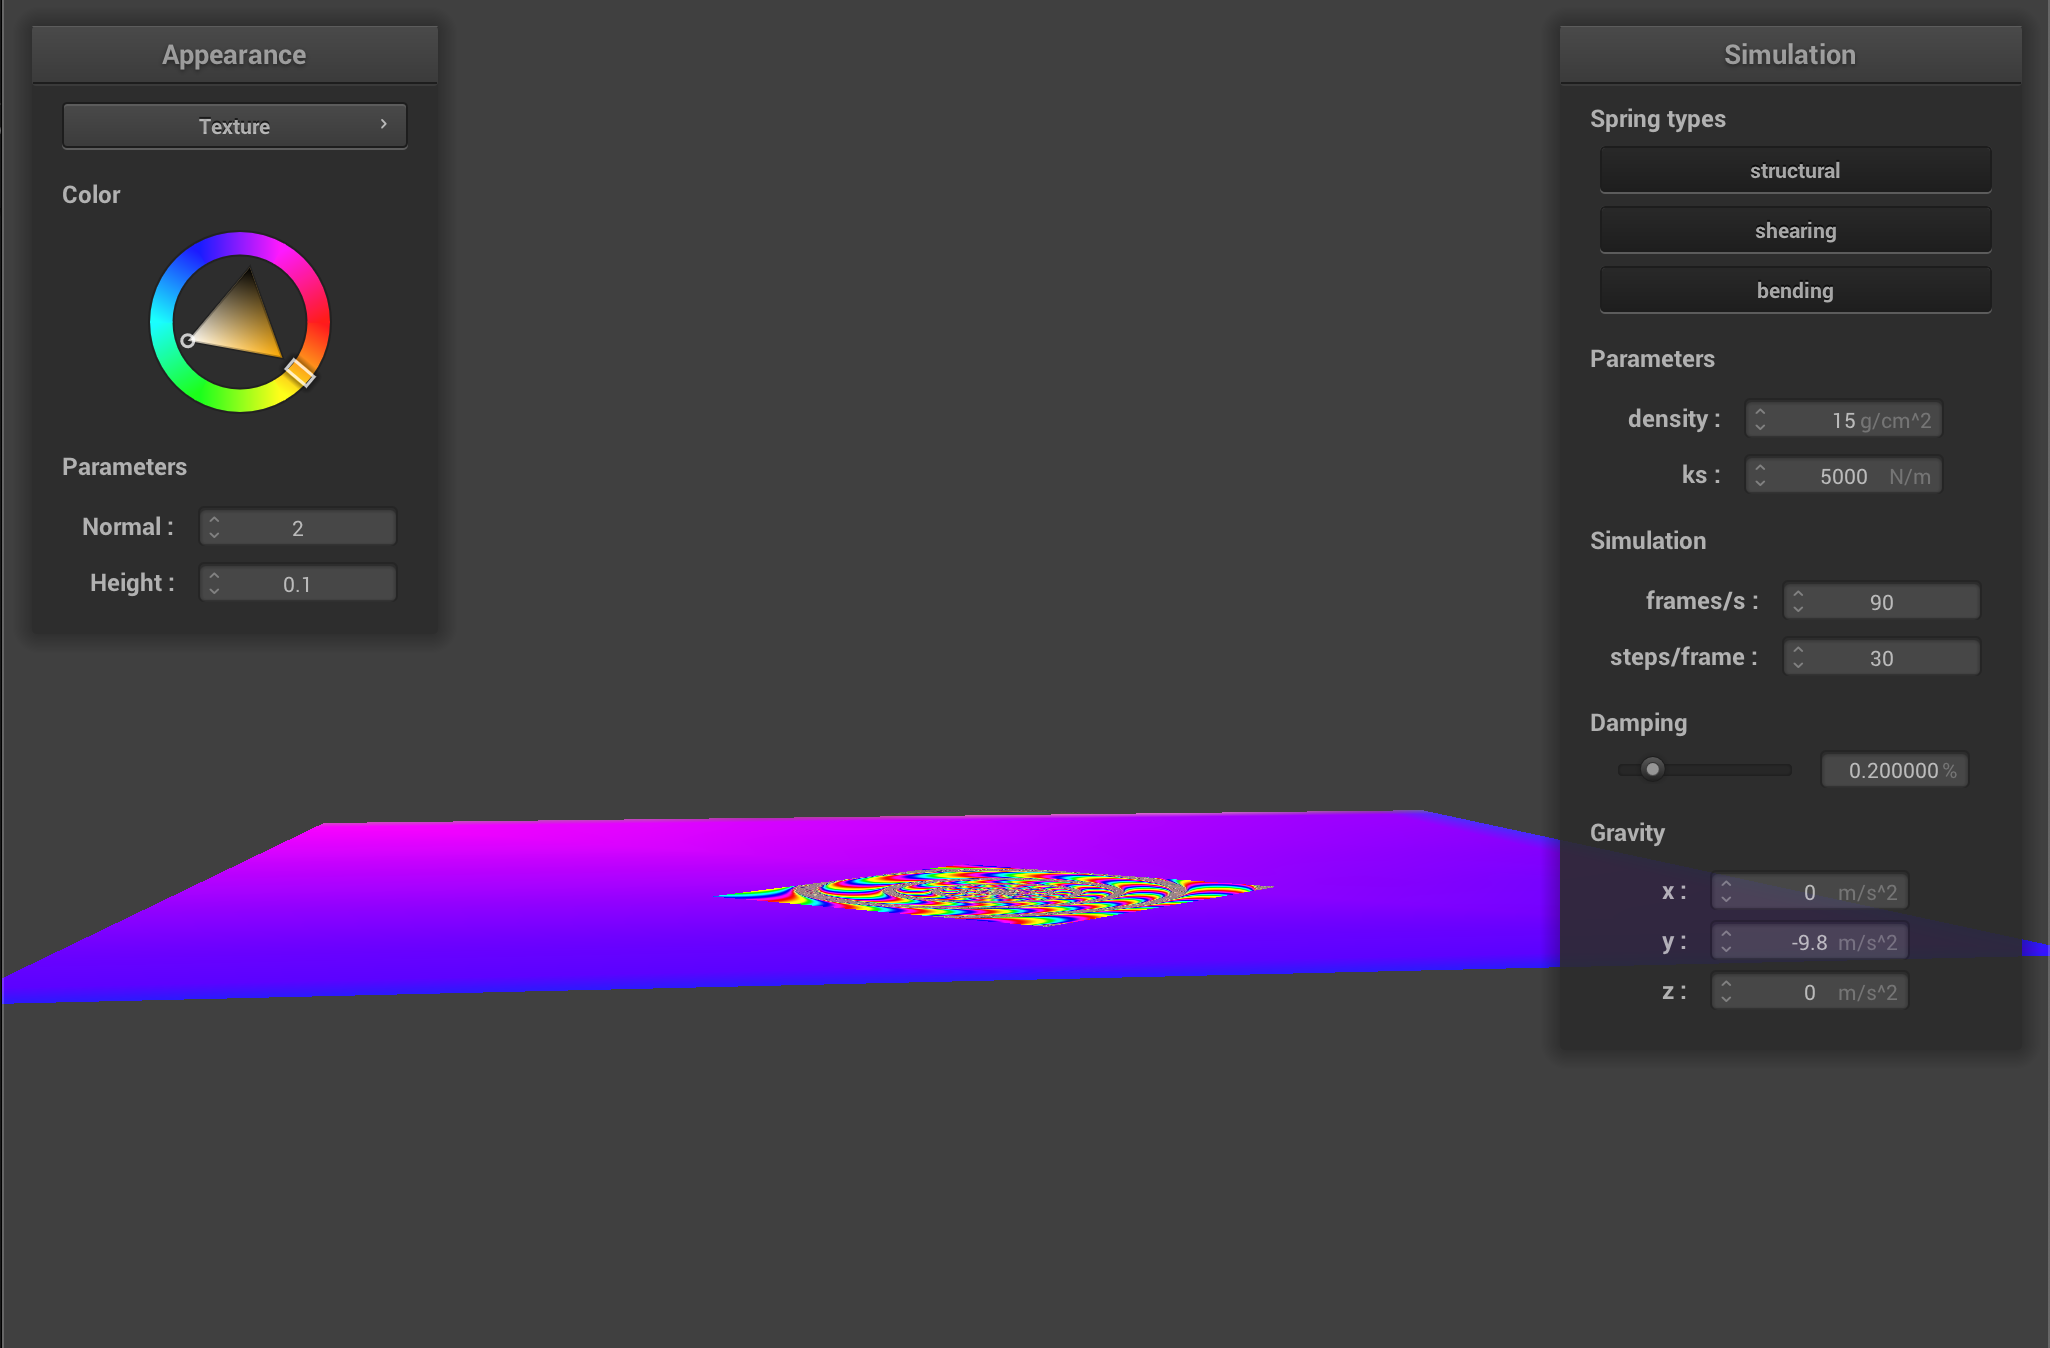 Appearance
Texture
Color
Parameters
Normal : 2
Height : 0.1
Simulation
Spring types
structural
shearing
bending
Parameters
density : 15 g/cm^2
ks : 5000 N/m
Simulation
frames/s : 90
steps/frame : 30
Damping
0.200000 %
Gravity
x : 0 m/s^2
y : -9.8 m/s^2
z : 0 m/s^2